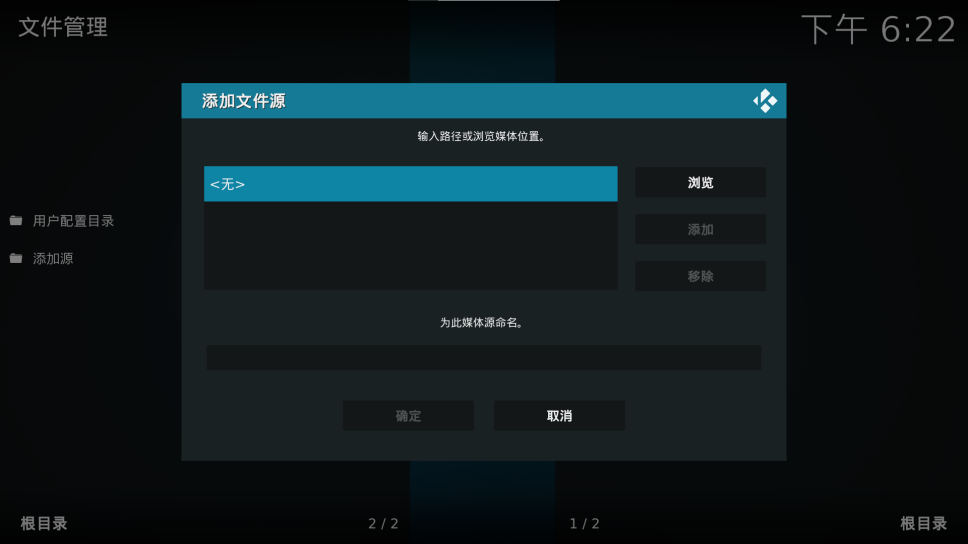 文件管理
下午 6:22
添加文件源
输入路径或浏览媒体位置。
<无>
浏览
添加
移除
用户配置目录
添加源
为此媒体源命名。
确定
取消
根目录
2 / 2
1 / 2
根目录